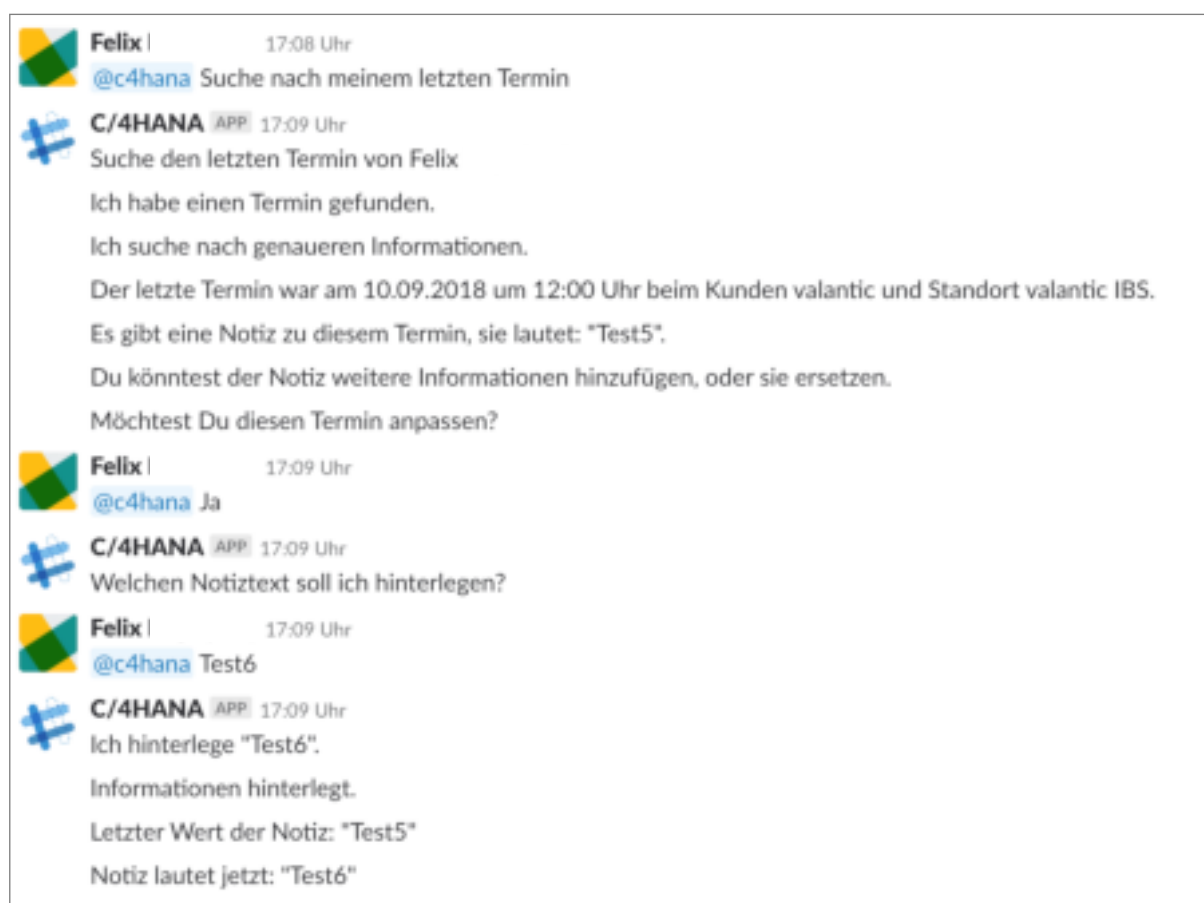 Felix 17:08 Uhr
@c4hana Suche nach meinem letzten Termin
C/4HANA APP 17:09 Uhr
Suche den letzten Termin von Felix
Ich habe einen Termin gefunden.
Ich suche nach genaueren Informationen.
Der letzte Termin war am 10.09.2018 um 12:00 Uhr beim Kunden valantic und Standort valantic IBS.
Es gibt eine Notiz zu diesem Termin, sie lautet: "Test5".
Du könntest der Notiz weitere Informationen hinzufügen, oder sie ersetzen.
Möchtest Du diesen Termin anpassen?
Felix 17:09 Uhr
@c4hana Ja
C/4HANA APP 17:09 Uhr
Welchen Notiztext soll ich hinterlegen?
Felix 17:09 Uhr
@c4hana Test6
C/4HANA APP 17:09 Uhr
Ich hinterlege "Test6".
Informationen hinterlegt.
Letzter Wert der Notiz: "Test5"
Notiz lautet jetzt: "Test6"